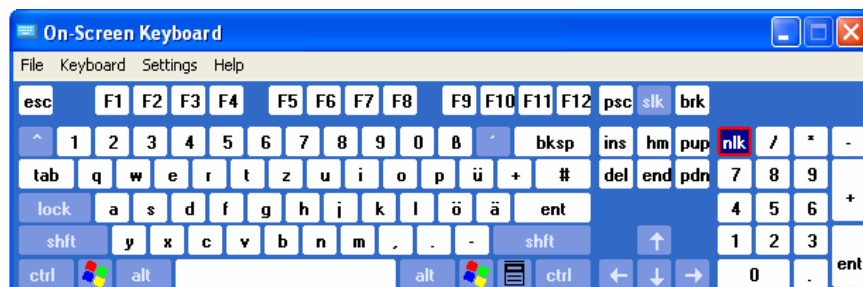 On-Screen Keyboard
File Keyboard Settings Help
esc F1 F2 F3 F4 F5 F6 F7 F8 F9 F10 F11 F12 psc slk brk
^ 1 2 3 4 5 6 7 8 9 0 ß ´ bksp ins hm pup nlk / * -
tab q w e r t z u i o p ü + # del end pdn 7 8 9 +
lock a s d f g h j k l ö ä ent 4 5 6
shft y x c v b n m , . - shft ↑ 1 2 3 ent
ctrl alt alt ctrl ← ↓ → 0 .